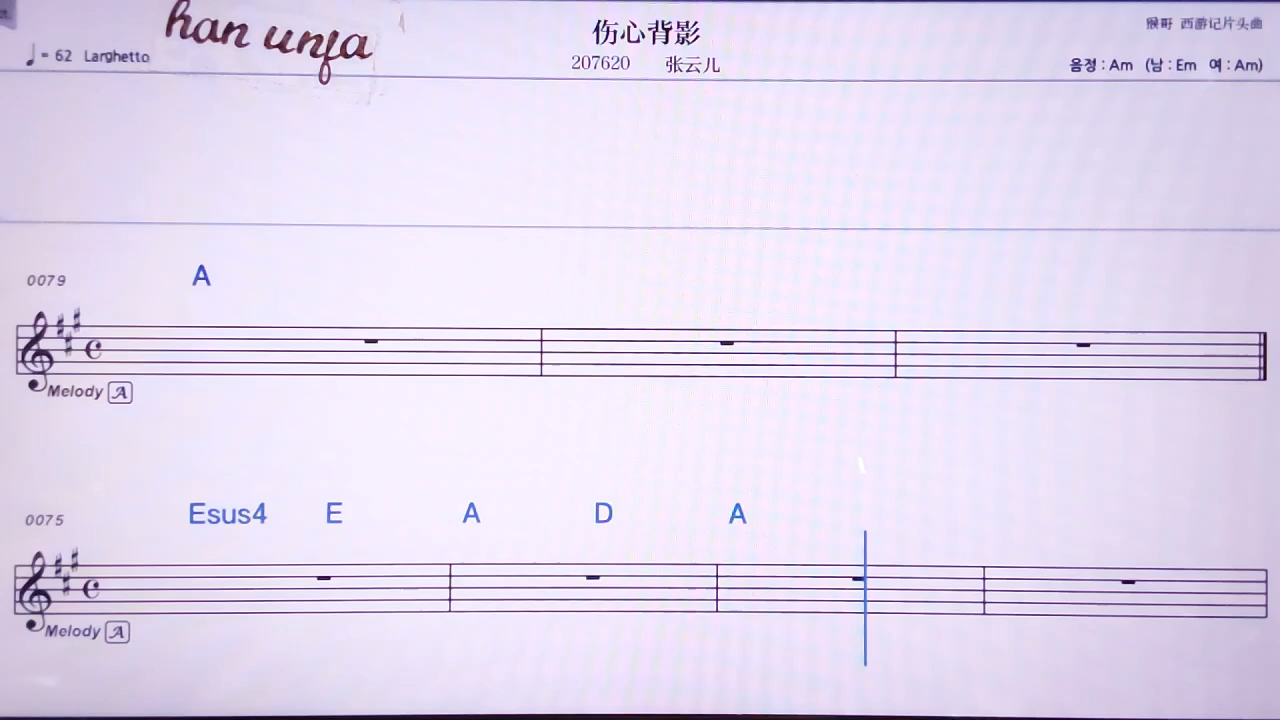 han unja
伤心背影
猴哥 西游记片头曲
= 62 Larghetto
207620 张云儿
음정 : Am (남 : Em 여 : Am)
0079
A
Melody A
0075
Esus4 E A D A
Melody A